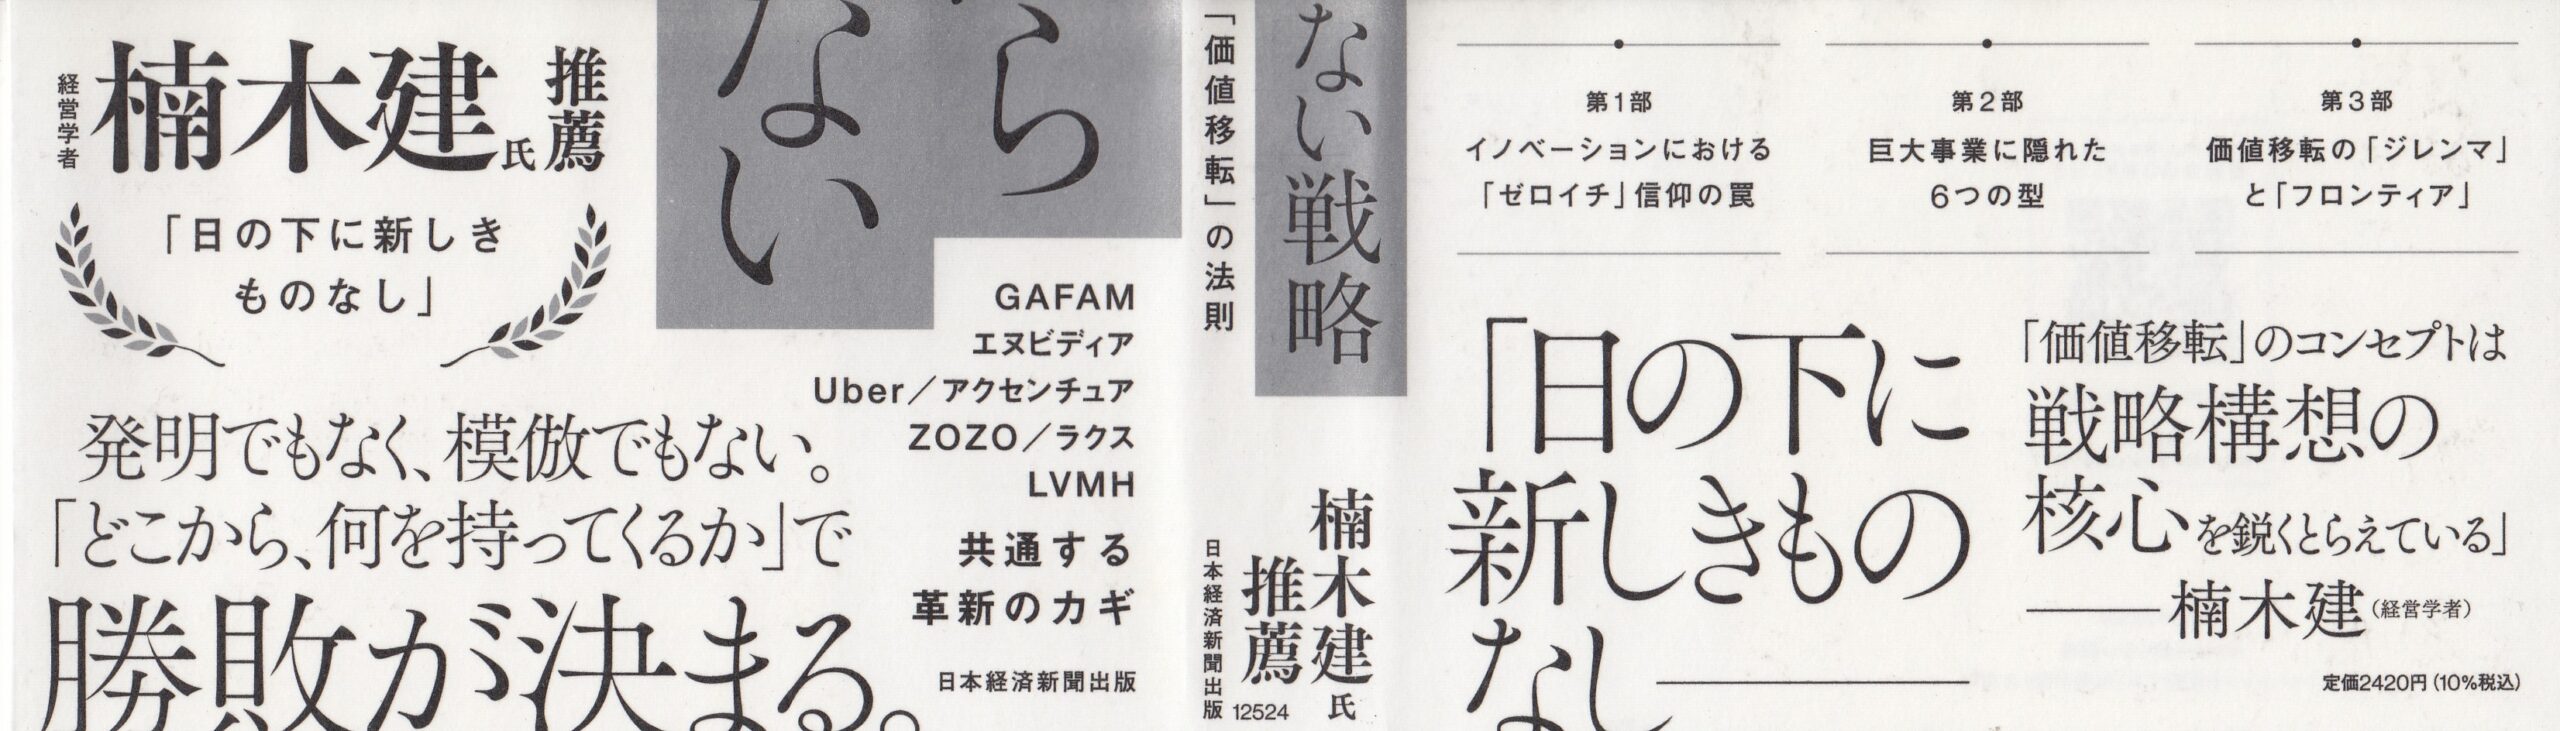 経営学者
楠木建氏
推薦
「日の下に新しき
ものなし」
発明でもなく、模倣でもない。
「どこから、何を持ってくるか」で
勝敗が決まる。
ら
ない
GAFAM
エヌビディア
Uber／アクセンチュア
ZOZO／ラクス
LVMH
共通する
革新のカギ
日本経済新聞出版
ない戦略
「価値移転」の法則
楠木建氏
推薦
日本経済新聞出版
12524
第1部
イノベーションにおける
「ゼロイチ」信仰の罠
第2部
巨大事業に隠れた
6つの型
第3部
価値移転の「ジレンマ」
と「フロンティア」
「日の下に
新しきもの
なし
「価値移転」のコンセプトは
戦略構想の
核心を鋭くとらえている」
――楠木建（経営学者）
定価2420円（10%税込）